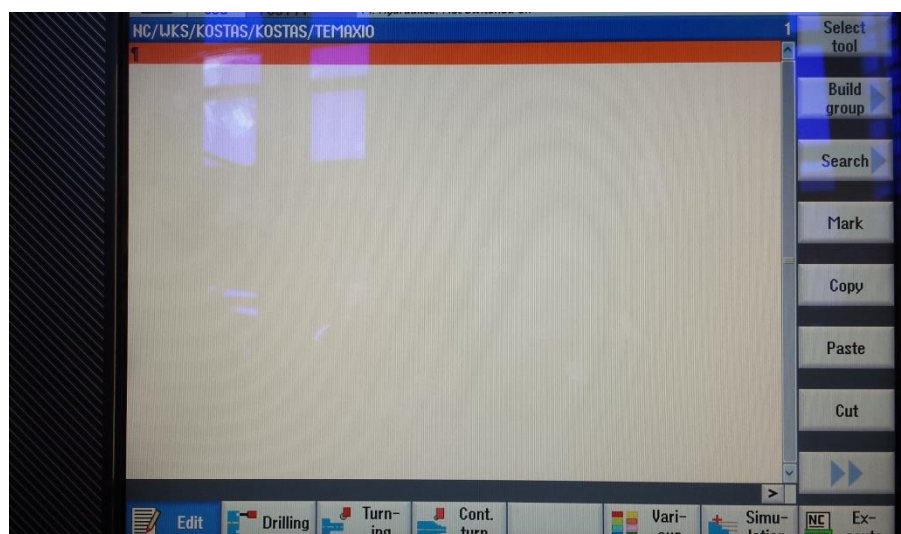 NC/WKS/KOSTAS/KOSTAS/TEMAXIO 1
¶
Select
tool
Build
group
Search
Mark
Copy
Paste
Cut
Edit
Drilling
Turn-
ing
Cont.
turn
Vari-
ous
Simu-
lation
NC Ex-